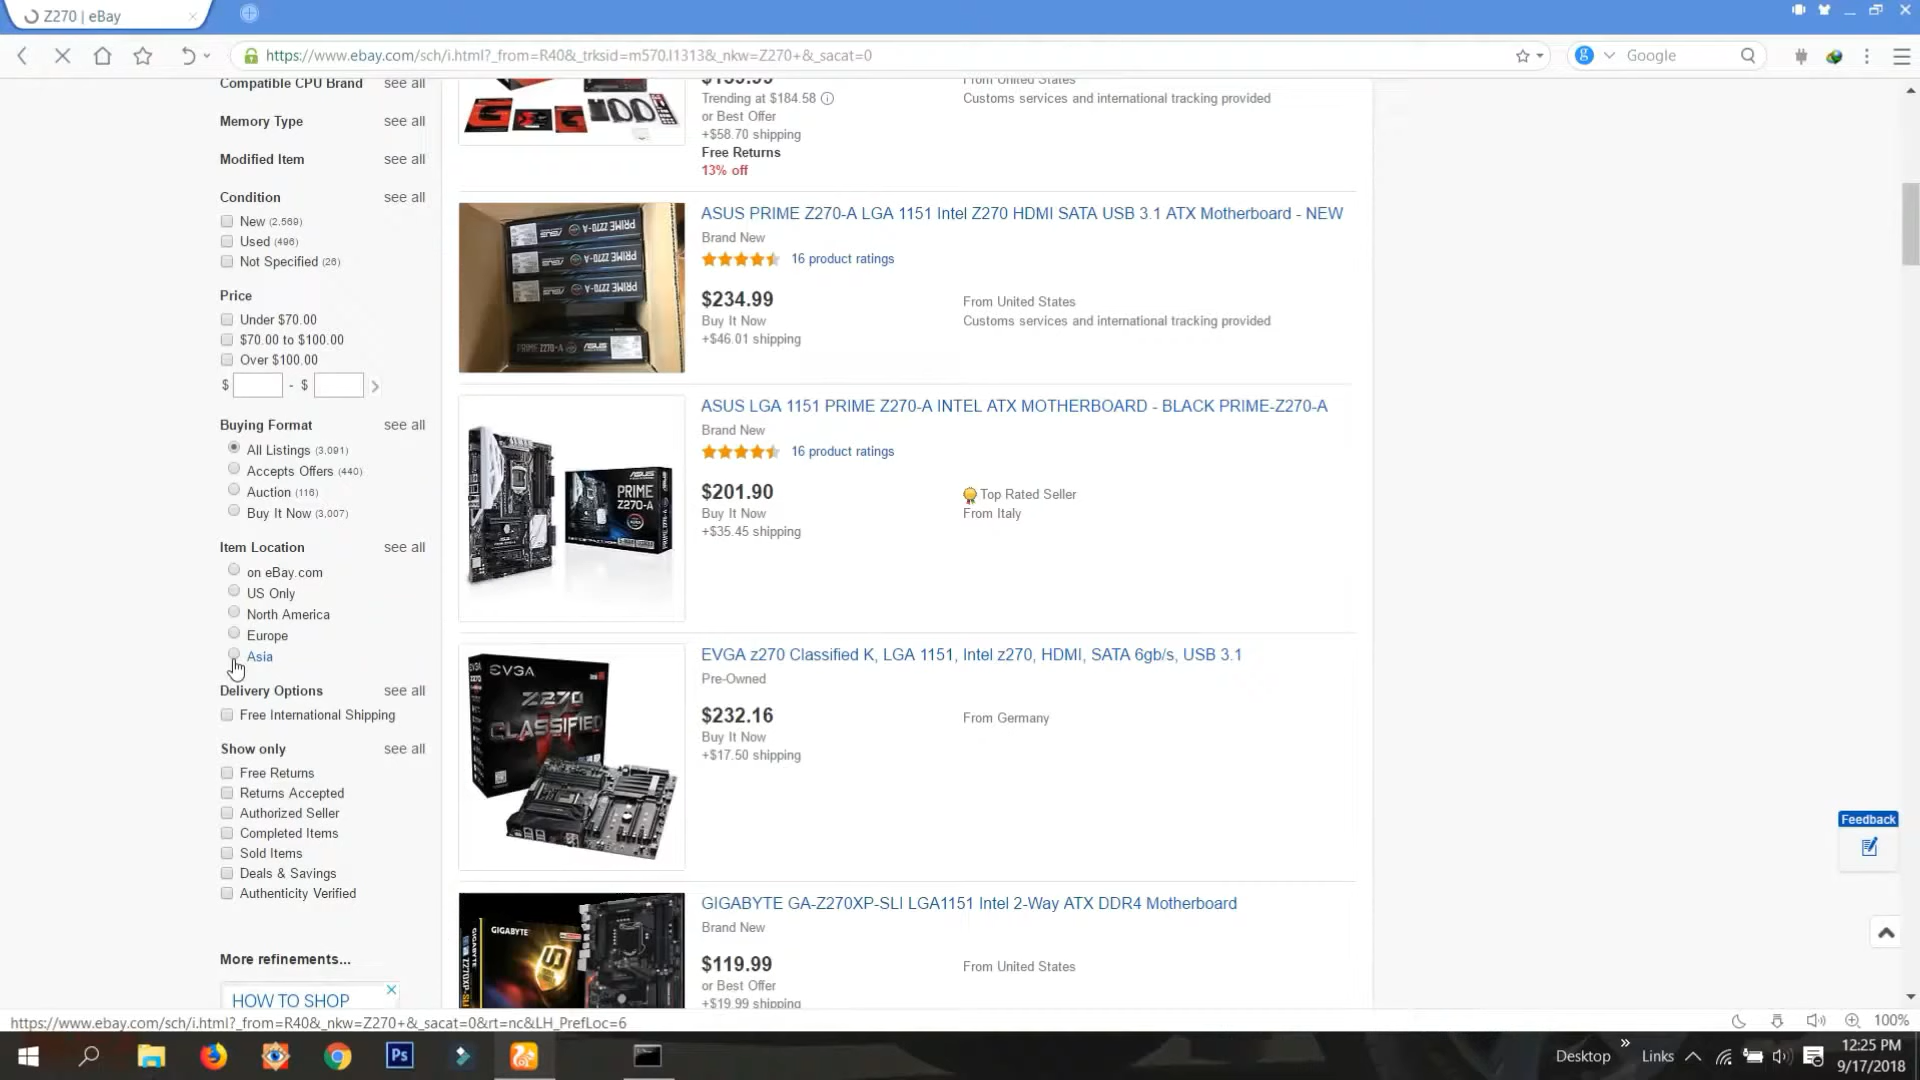 Z270 | eBay
https://www.ebay.com/sch/i.html?_from=R40&_trksid=m570.l1313&_nkw=Z270+&_sacat=0
Google
Compatible CPU Brand see all
Memory Type see all
Modified Item see all
Condition see all
New (2,569)
Used (496)
Not Specified (26)
Price
Under $70.00
$70.00 to $100.00
Over $100.00
$ - $
Buying Format see all
All Listings (3,091)
Accepts Offers (440)
Auction (116)
Buy It Now (3,007)
Item Location see all
on eBay.com
US Only
North America
Europe
Asia
Delivery Options see all
Free International Shipping
Show only see all
Free Returns
Returns Accepted
Authorized Seller
Completed Items
Sold Items
Deals & Savings
Authenticity Verified
More refinements...
HOW TO SHOP
From United States
Trending at $184.58
Customs services and international tracking provided
or Best Offer
+$58.70 shipping
Free Returns
13% off
ASUS PRIME Z270-A LGA 1151 Intel Z270 HDMI SATA USB 3.1 ATX Motherboard - NEW
Brand New
16 product ratings
$234.99
From United States
Buy It Now
Customs services and international tracking provided
+$46.01 shipping
PRIME Z270-A
ASUS
ASUS LGA 1151 PRIME Z270-A INTEL ATX MOTHERBOARD - BLACK PRIME-Z270-A
Brand New
16 product ratings
$201.90
Top Rated Seller
Buy It Now
From Italy
+$35.45 shipping
PRIME
Z270-A
EVGA z270 Classified K, LGA 1151, Intel z270, HDMI, SATA 6gb/s, USB 3.1
Pre-Owned
$232.16
From Germany
Buy It Now
+$17.50 shipping
EVGA
Z270
CLASSIFIED
GIGABYTE GA-Z270XP-SLI LGA1151 Intel 2-Way ATX DDR4 Motherboard
Brand New
$119.99
From United States
or Best Offer
+$19.99 shipping
GIGABYTE
Feedback
https://www.ebay.com/sch/i.html?_from=R40&_nkw=Z270+&_sacat=0&rt=nc&LH_PrefLoc=6
100%
Ps
Desktop
Links
12:25 PM
9/17/2018